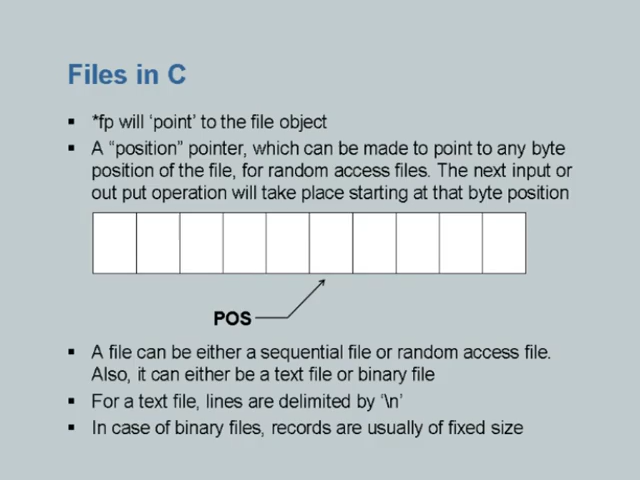 Files in C
▪ *fp will ‘point’ to the file object
▪ A “position” pointer, which can be made to point to any byte
position of the file, for random access files. The next input or
out put operation will take place starting at that byte position
POS
▪ A file can be either a sequential file or random access file.
Also, it can either be a text file or binary file
▪ For a text file, lines are delimited by ‘\n’
▪ In case of binary files, records are usually of fixed size